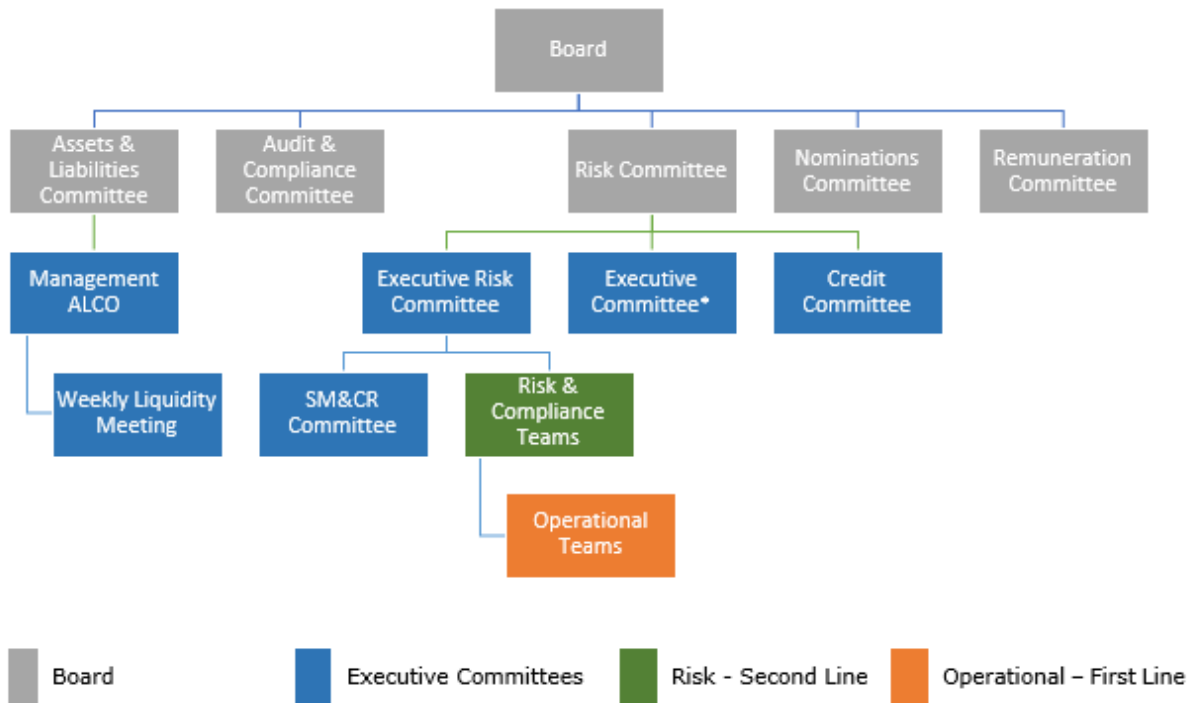 Board
Assets &
Liabilities
Committee
Audit &
Compliance
Committee
Risk Committee
Nominations
Committee
Remuneration
Committee
Management
ALCO
Executive Risk
Committee
Executive
Committee*
Credit
Committee
Weekly Liquidity
Meeting
SM&CR
Committee
Risk &
Compliance
Teams
Operational
Teams
Board
Executive Committees
Risk - Second Line
Operational – First Line